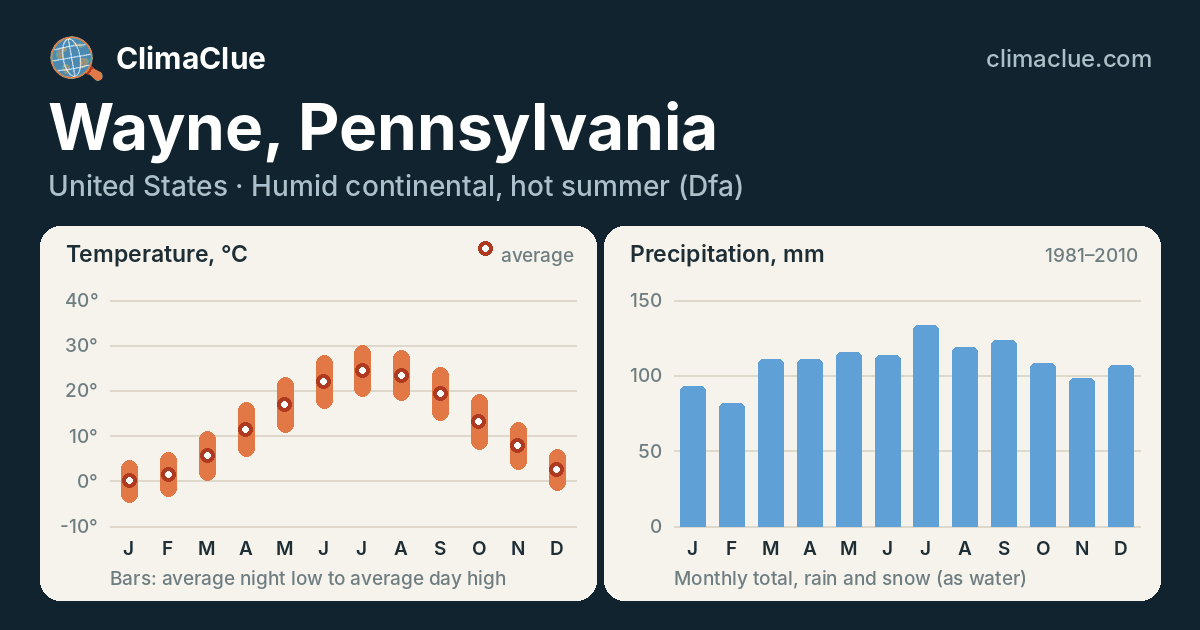 ClimaClue
climaclue.com
Wayne, Pennsylvania
United States · Humid continental, hot summer (Dfa)
Temperature, °C
average
40°
30°
20°
10°
0°
-10°
J F M A M J J A S O N D
Bars: average night low to average day high
Precipitation, mm
1981–2010
150
100
50
0
J F M A M J J A S O N D
Monthly total, rain and snow (as water)